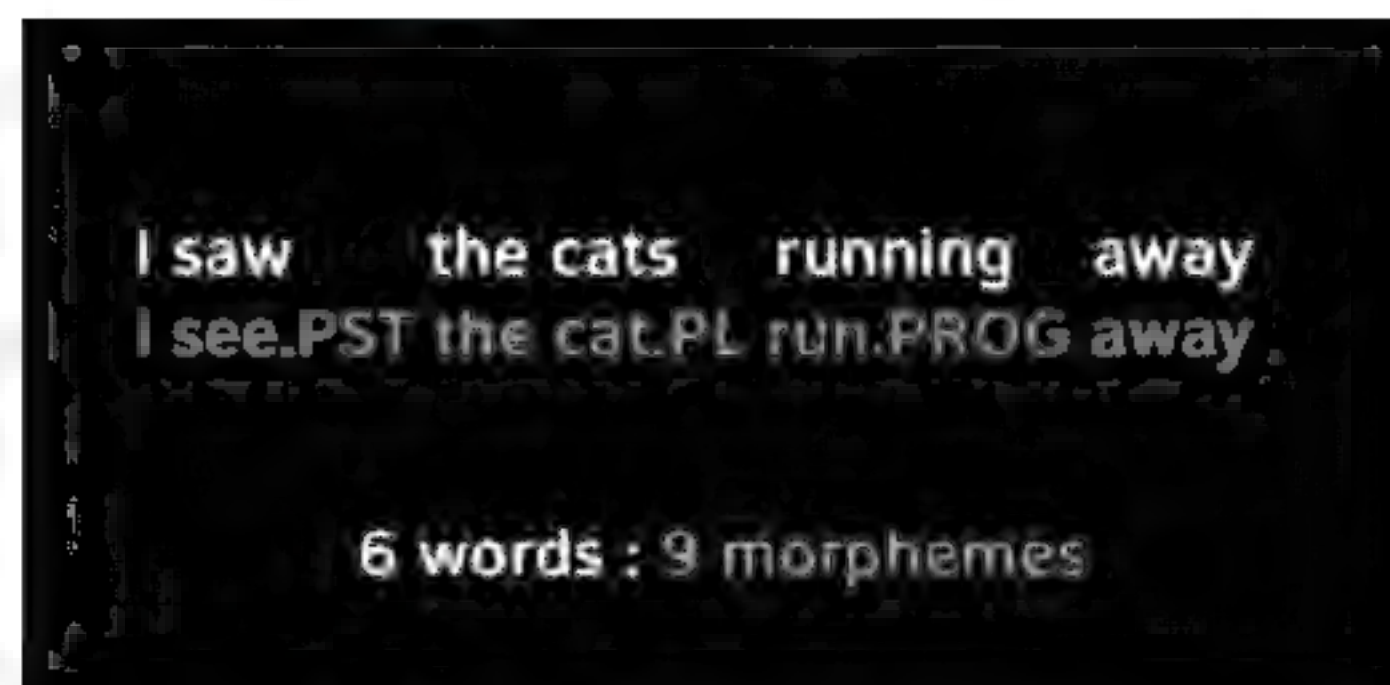 I saw the cats running away
I see.PST the cat.PL run.PROG away
6 words : 9 morphemes